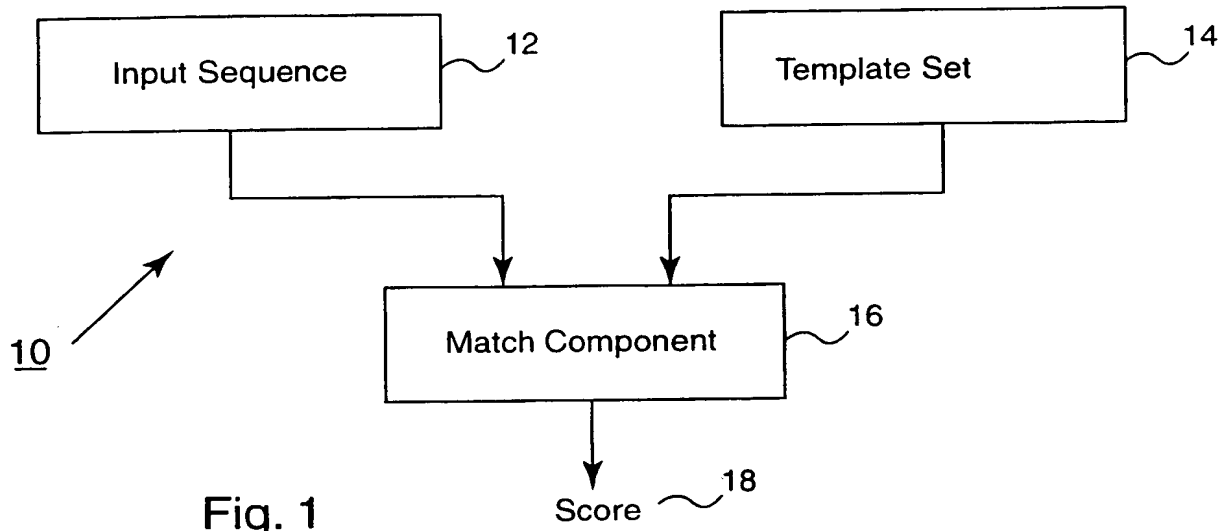 Input Sequence
12
Template Set
14
10
Match Component
16
Score
18
Fig. 1